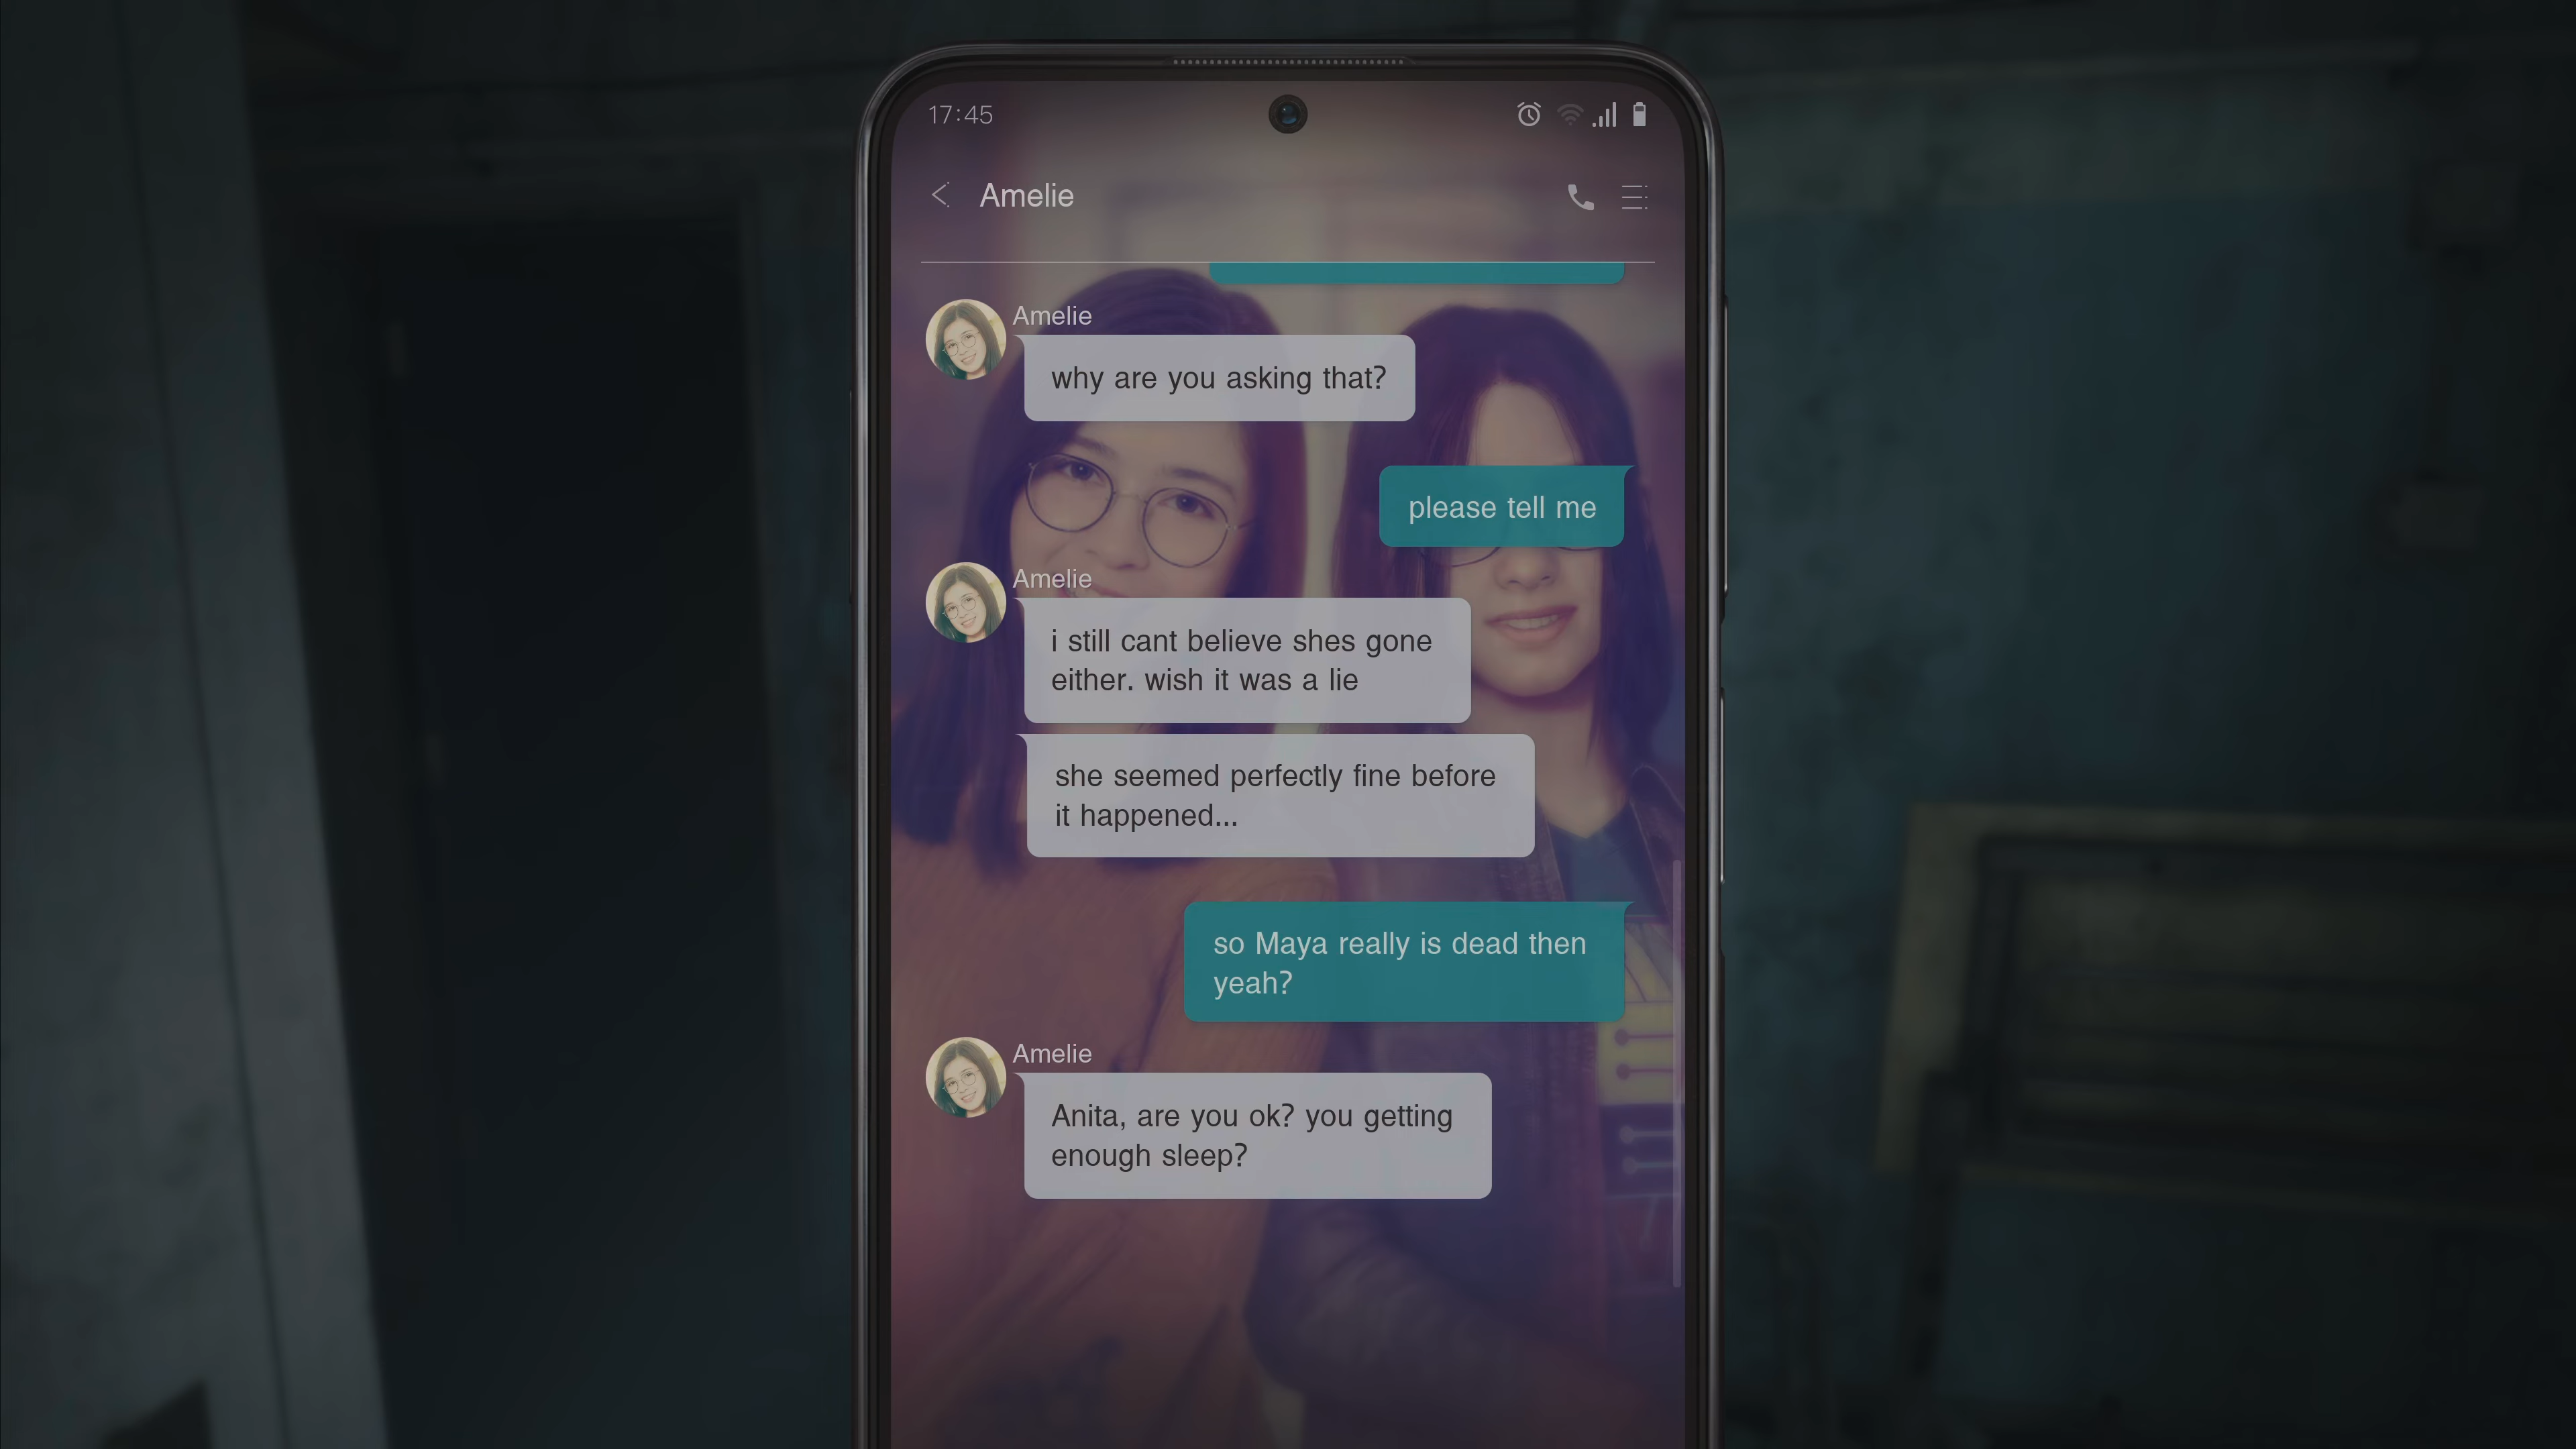 17:45
Amelie
Amelie
why are you asking that?
please tell me
Amelie
i still cant believe shes gone
either. wish it was a lie
she seemed perfectly fine before
it happened...
so Maya really is dead then
yeah?
Amelie
Anita, are you ok? you getting
enough sleep?